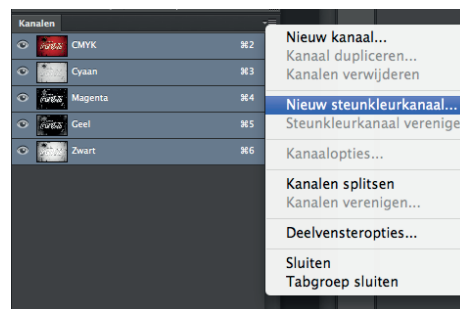 Kanalen
CMYK ⌘2
Cyaan ⌘3
Magenta ⌘4
Geel ⌘5
Zwart ⌘6
Nieuw kanaal...
Kanaal dupliceren...
Kanalen verwijderen
Nieuw steunkleurkanaal...
Steunkleurkanaal verenige
Kanaalopties...
Kanalen splitsen
Kanalen verenigen...
Deelvensteropties...
Sluiten
Tabgroep sluiten